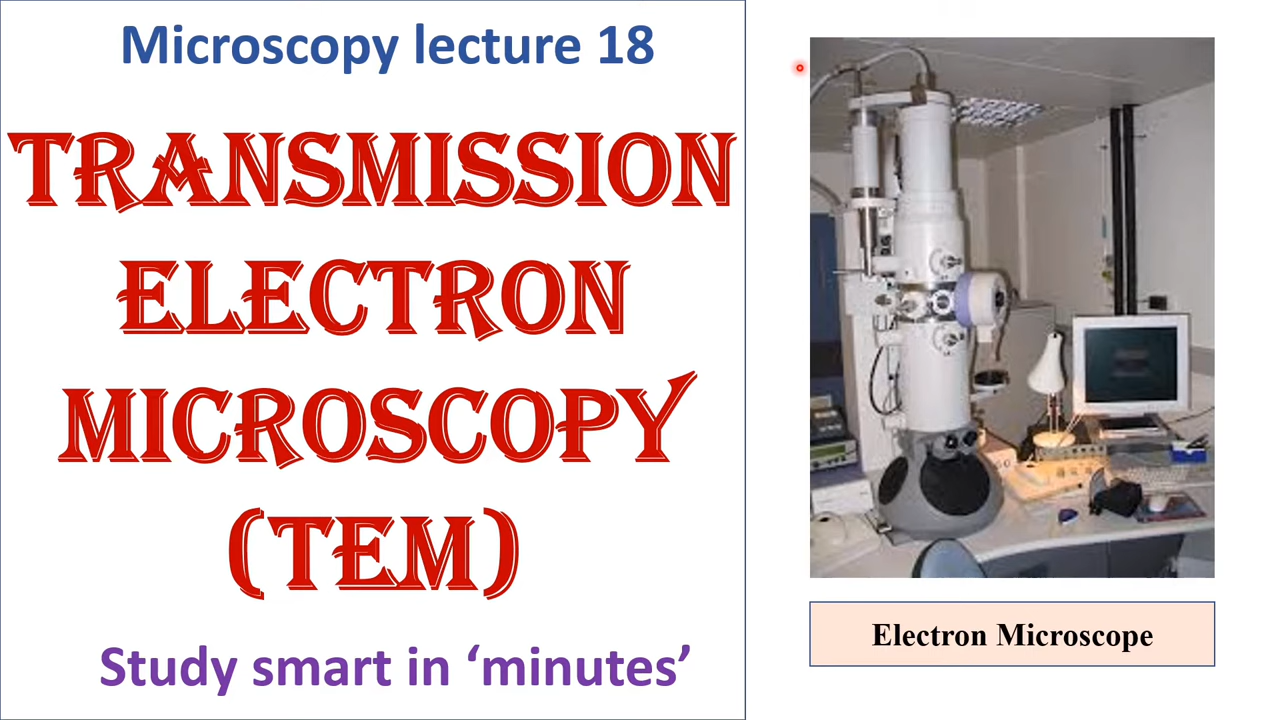 Microscopy lecture 18
TRANSMISSION
ELECTRON
MICROSCOPY
(TEM)
Study smart in ‘minutes’
Electron Microscope